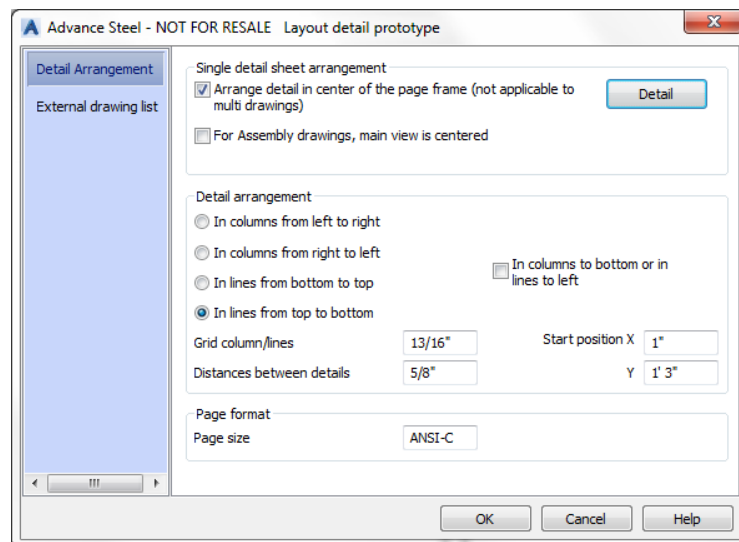 Advance Steel - NOT FOR RESALE   Layout detail prototype
Detail Arrangement
External drawing list
Single detail sheet arrangement
Arrange detail in center of the page frame (not applicable to
multi drawings)
Detail
For Assembly drawings, main view is centered
Detail arrangement
In columns from left to right
In columns from right to left
In lines from bottom to top
In columns to bottom or in
lines to left
In lines from top to bottom
Grid column/lines 13/16" Start position X 1"
Distances between details 5/8" Y 1' 3"
Page format
Page size ANSI-C
OK Cancel Help